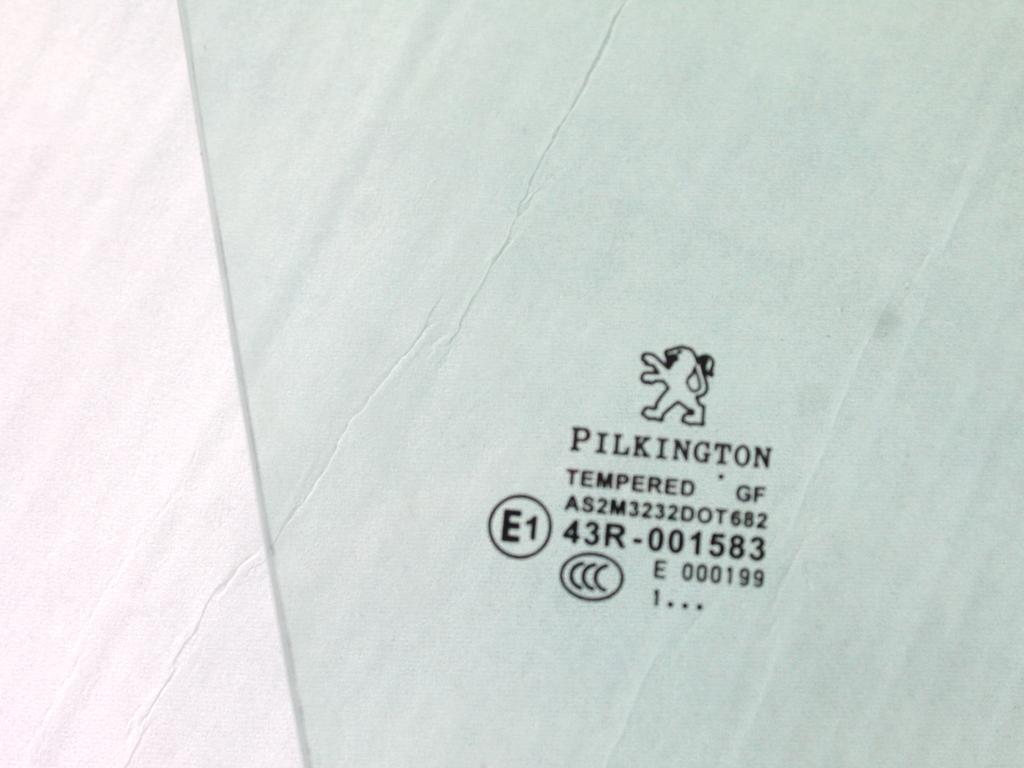 PILKINGTON
TEMPERED GF
AS2M3232DOT682
E1 43R-001583
CCC E 000199
1...